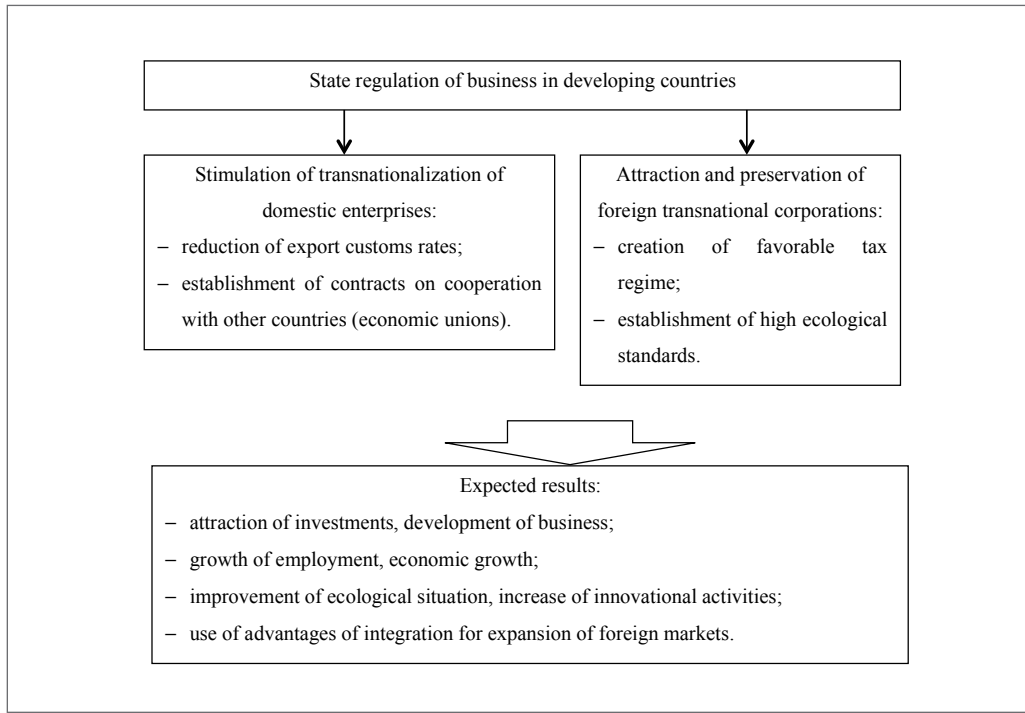 State regulation of business in developing countries
Stimulation of transnationalization of
domestic enterprises:
– reduction of export customs rates;
– establishment of contracts on cooperation
with other countries (economic unions).
Attraction and preservation of
foreign transnational corporations:
– creation of favorable tax
regime;
– establishment of high ecological
standards.
Expected results:
– attraction of investments, development of business;
– growth of employment, economic growth;
– improvement of ecological situation, increase of innovational activities;
– use of advantages of integration for expansion of foreign markets.